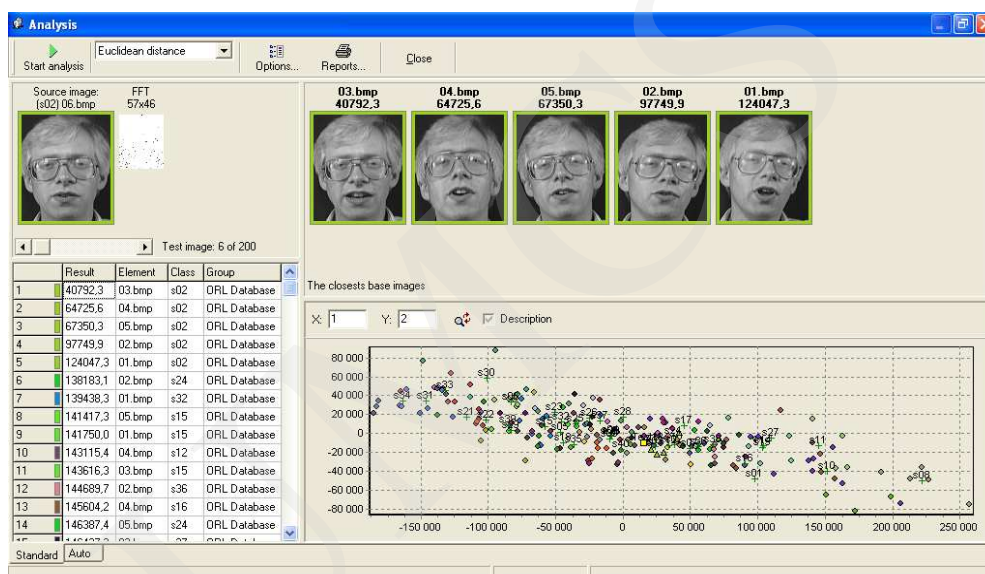 Analysis
Start analysis
Euclidean distance
Options...
Reports...
Close
Source image:
(s02) 06.bmp
FFT
57x46
Test image: 6 of 200
03.bmp
40792,3
04.bmp
64725,6
05.bmp
67350,3
02.bmp
97749,9
01.bmp
124047,3
The closests base images
Result Element Class Group
1 40792,3 03.bmp s02 ORL Database
2 64725,6 04.bmp s02 ORL Database
3 67350,3 05.bmp s02 ORL Database
4 97749,9 02.bmp s02 ORL Database
5 124047,3 01.bmp s02 ORL Database
6 138183,1 02.bmp s24 ORL Database
7 139438,3 01.bmp s32 ORL Database
8 141417,3 05.bmp s15 ORL Database
9 141750,0 01.bmp s15 ORL Database
10 143115,4 04.bmp s12 ORL Database
11 143616,3 03.bmp s15 ORL Database
12 144689,7 02.bmp s36 ORL Database
13 145604,2 04.bmp s16 ORL Database
14 146387,4 05.bmp s24 ORL Database
X: 1 Y: 2 Description
80 000
60 000
40 000
20 000
0
-20 000
-40 000
-60 000
-80 000
s30
s33
s34 s31
s21
s22
s23
s28
s17
s27
s11
s16
s01
s10
s08
-150 000 -100 000 -50 000 0 50 000 100 000 150 000 200 000 250 000
Standard Auto